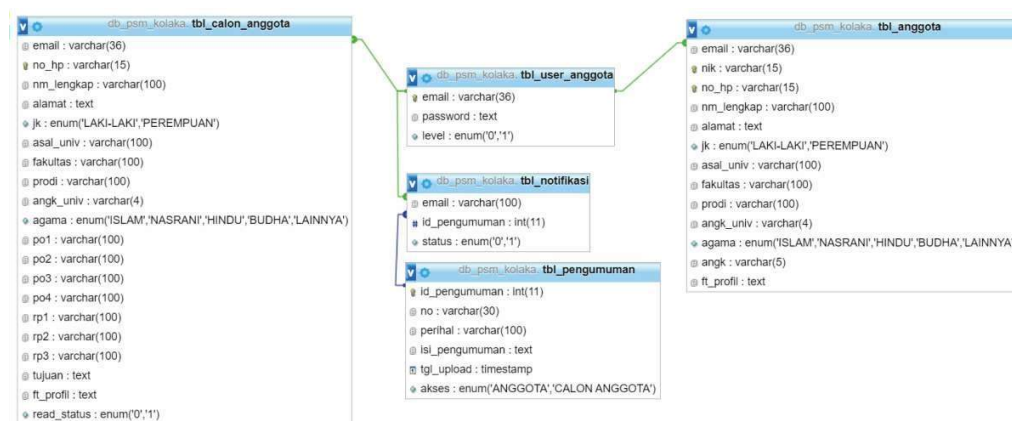 db_psm_kolaka. tbl_calon_anggota
email : varchar(36)
no_hp : varchar(15)
nm_lengkap : varchar(100)
alamat : text
jk : enum('LAKI-LAKI','PEREMPUAN')
asal_univ : varchar(100)
fakultas : varchar(100)
prodi : varchar(100)
angk_univ : varchar(4)
agama : enum('ISLAM','NASRANI','HINDU','BUDHA','LAINNYA')
po1 : varchar(100)
po2 : varchar(100)
po3 : varchar(100)
po4 : varchar(100)
rp1 : varchar(100)
rp2 : varchar(100)
rp3 : varchar(100)
tujuan : text
ft_profil : text
read_status : enum('0','1')
db_psm_kolaka. tbl_user_anggota
email : varchar(36)
password : text
level : enum('0','1')
db_psm_kolaka. tbl_notifikasi
email : varchar(100)
id_pengumuman : int(11)
status : enum('0','1')
db_psm_kolaka. tbl_pengumuman
id_pengumuman : int(11)
no : varchar(30)
perihal : varchar(100)
isi_pengumuman : text
tgl_upload : timestamp
akses : enum('ANGGOTA','CALON ANGGOTA')
db_psm_kolaka. tbl_anggota
email : varchar(36)
nik : varchar(15)
no_hp : varchar(15)
nm_lengkap : varchar(100)
alamat : text
jk : enum('LAKI-LAKI','PEREMPUAN')
asal_univ : varchar(100)
fakultas : varchar(100)
prodi : varchar(100)
angk_univ : varchar(4)
agama : enum('ISLAM','NASRANI','HINDU','BUDHA','LAINNYA
angk : varchar(5)
ft_profil : text